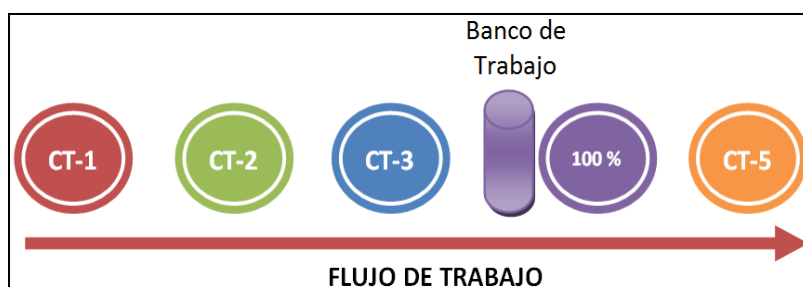 Banco de
Trabajo
CT-1
CT-2
CT-3
100 %
CT-5
FLUJO DE TRABAJO